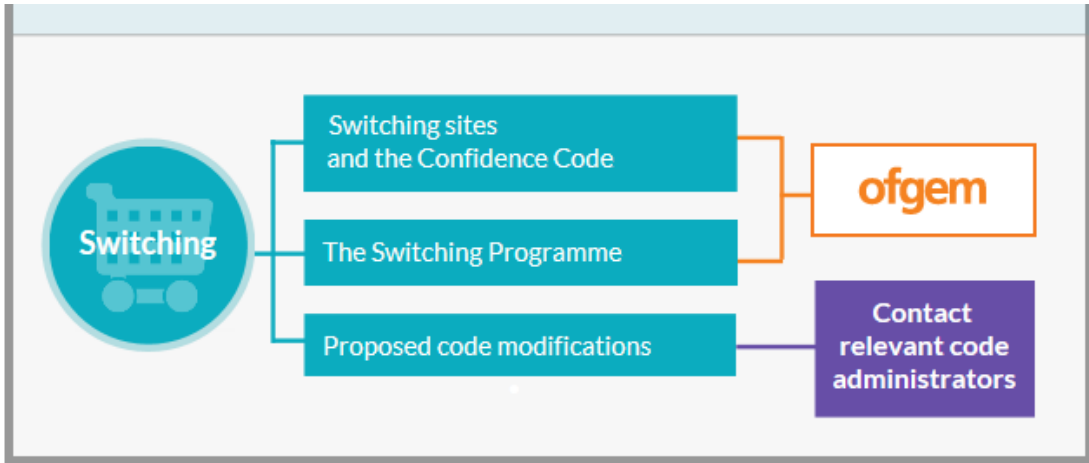 Switching
Switching sites
and the Confidence Code
The Switching Programme
Proposed code modifications
ofgem
Contact
relevant code
administrators